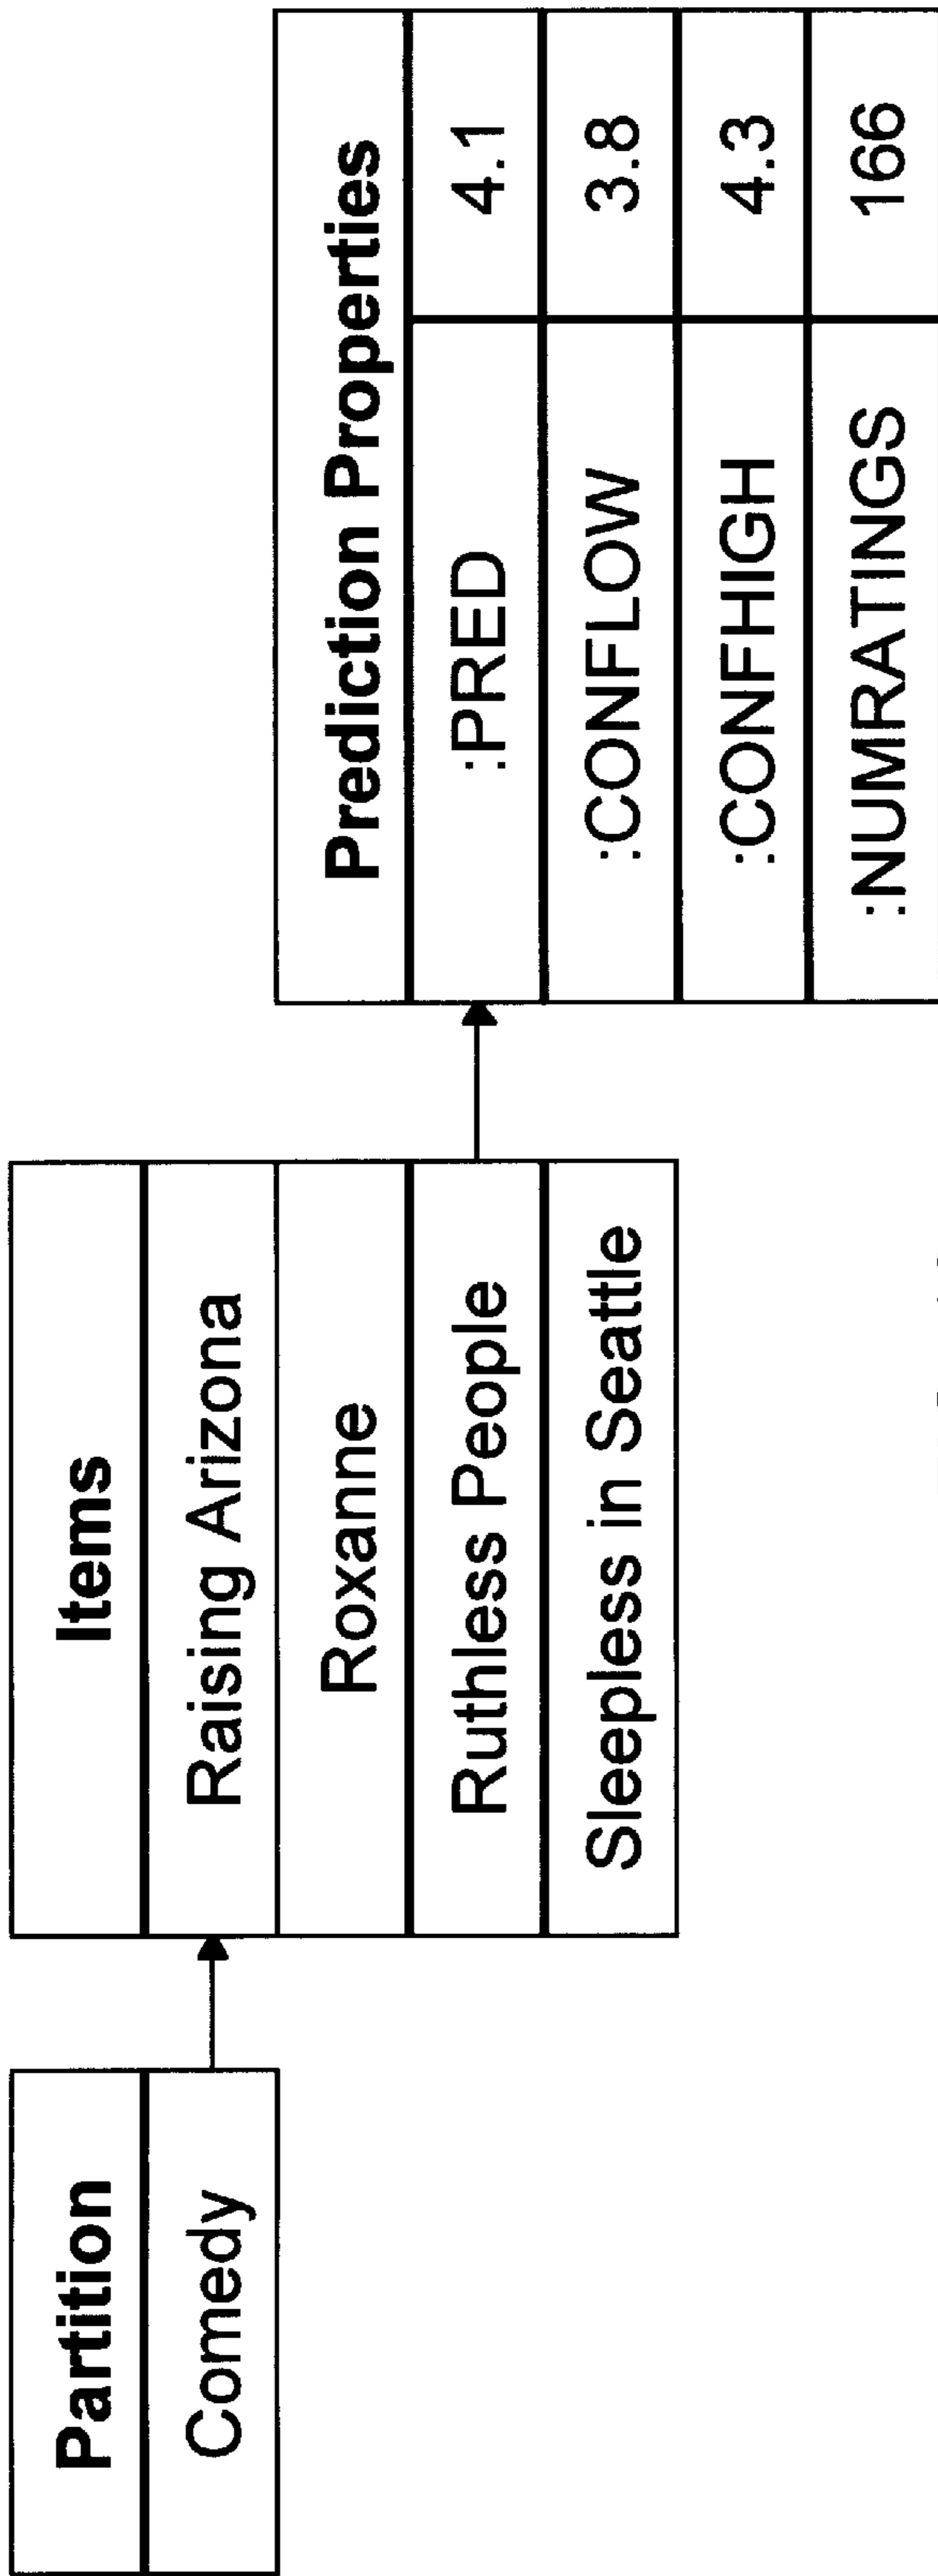 Partition
Comedy
Items
Raising Arizona
Roxanne
Ruthless People
Sleepless in Seattle
Prediction Properties
:PRED 4.1
:CONFLOW 3.8
:CONFHIGH 4.3
:NUMRATINGS 166